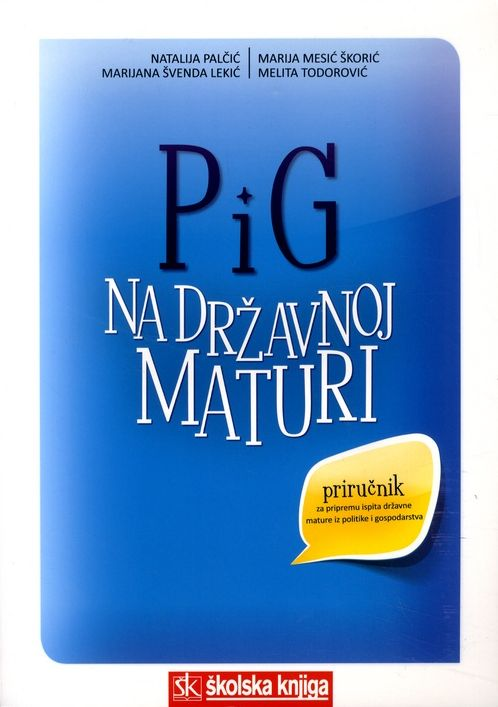 NATALIJA PALČIĆ
MARIJANA ŠVENDA LEKIĆ
MARIJA MESIĆ ŠKORIĆ
MELITA TODOROVIĆ
PiG
NA DRŽAVNOJ
MATURI
priručnik
za pripremu ispita državne
mature iz politike i gospodarstva
ŠK školska knjiga